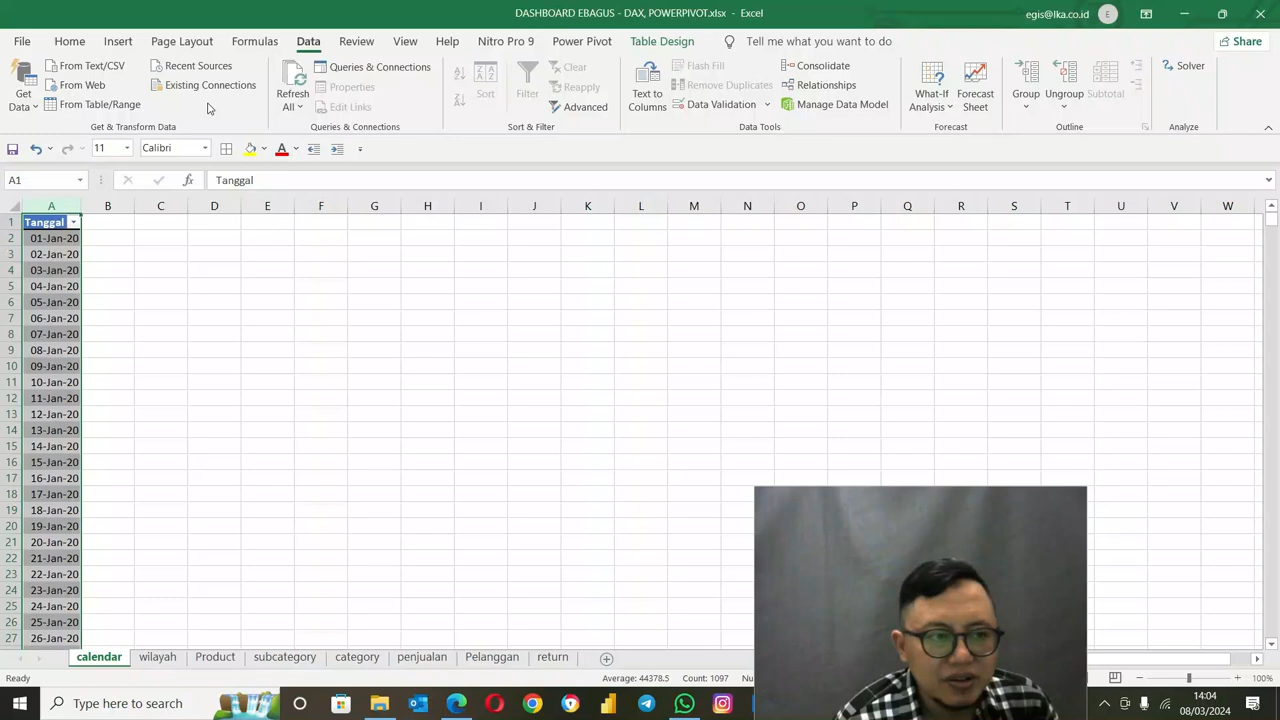 DASHBOARD EBAGUS - DAX, POWERPIVOT.xlsx - Excel
egis@lka.co.id E
File Home Insert Page Layout Formulas Data Review View Help Nitro Pro 9 Power Pivot Table Design Tell me what you want to do Share
Get Data
From Text/CSV
From Web
From Table/Range
Recent Sources
Existing Connections
Get & Transform Data
Refresh All
Queries & Connections
Properties
Edit Links
Queries & Connections
Sort
Filter
Clear
Reapply
Advanced
Sort & Filter
Text to Columns
Flash Fill
Remove Duplicates
Data Validation
Consolidate
Relationships
Manage Data Model
Data Tools
What-If Analysis
Forecast Sheet
Forecast
Group
Ungroup
Subtotal
Outline
Solver
Analyze
11 Calibri
A1 fx Tanggal
A B C D E F G H I J K L M N O P Q R S T U V W
1 Tanggal
2 01-Jan-20
3 02-Jan-20
4 03-Jan-20
5 04-Jan-20
6 05-Jan-20
7 06-Jan-20
8 07-Jan-20
9 08-Jan-20
10 09-Jan-20
11 10-Jan-20
12 11-Jan-20
13 12-Jan-20
14 13-Jan-20
15 14-Jan-20
16 15-Jan-20
17 16-Jan-20
18 17-Jan-20
19 18-Jan-20
20 19-Jan-20
21 20-Jan-20
22 21-Jan-20
23 22-Jan-20
24 23-Jan-20
25 24-Jan-20
26 25-Jan-20
27 26-Jan-20
calendar wilayah Product subcategory category penjualan Pelanggan return
Ready Average: 44378.5 Count: 1097 100%
Type here to search
14:04
08/03/2024